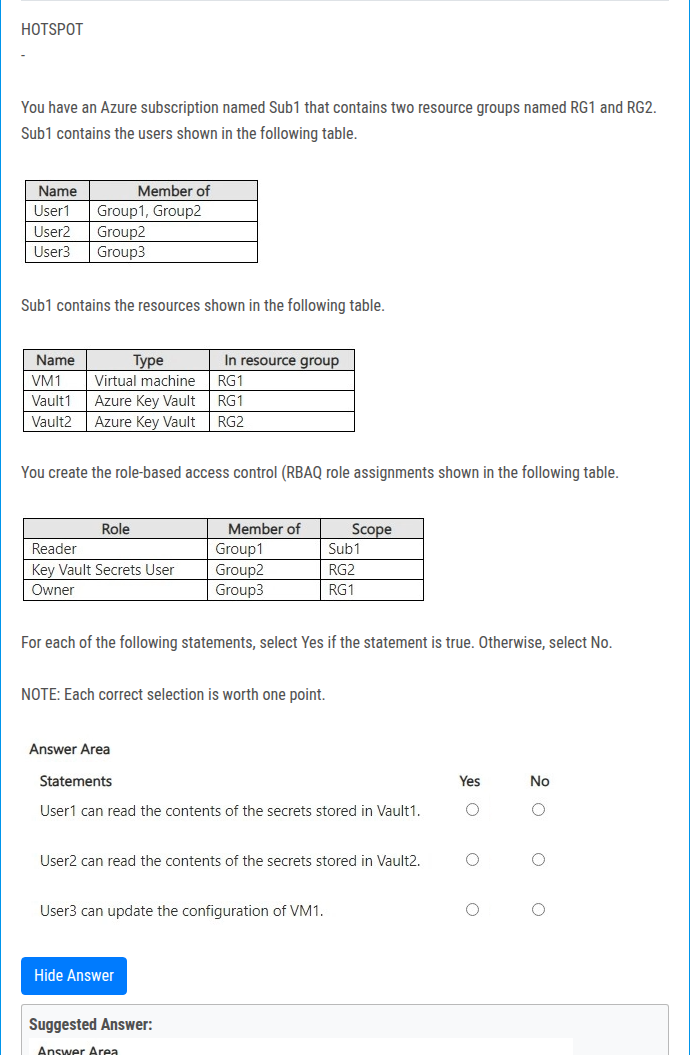 HOTSPOT
-
You have an Azure subscription named Sub1 that contains two resource groups named RG1 and RG2.
Sub1 contains the users shown in the following table.
Name Member of
User1 Group1, Group2
User2 Group2
User3 Group3
Sub1 contains the resources shown in the following table.
Name Type In resource group
VM1 Virtual machine RG1
Vault1 Azure Key Vault RG1
Vault2 Azure Key Vault RG2
You create the role-based access control (RBAQ role assignments shown in the following table.
Role Member of Scope
Reader Group1 Sub1
Key Vault Secrets User Group2 RG2
Owner Group3 RG1
For each of the following statements, select Yes if the statement is true. Otherwise, select No.
NOTE: Each correct selection is worth one point.
Answer Area
Statements Yes No
User1 can read the contents of the secrets stored in Vault1.
User2 can read the contents of the secrets stored in Vault2.
User3 can update the configuration of VM1.
Hide Answer
Suggested Answer:
Answer Area